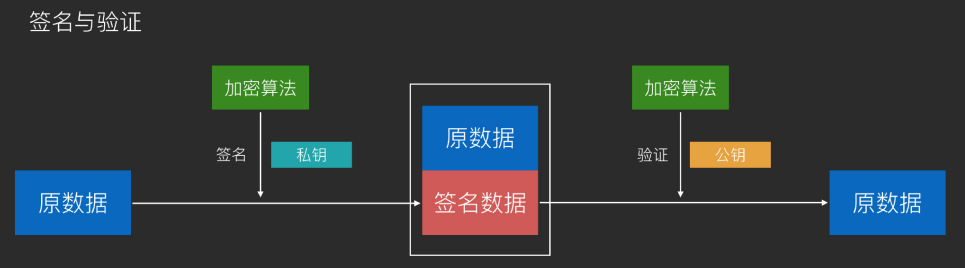 签名与验证
加密算法
加密算法
签名
私钥
原数据
验证
公钥
原数据
签名数据
原数据